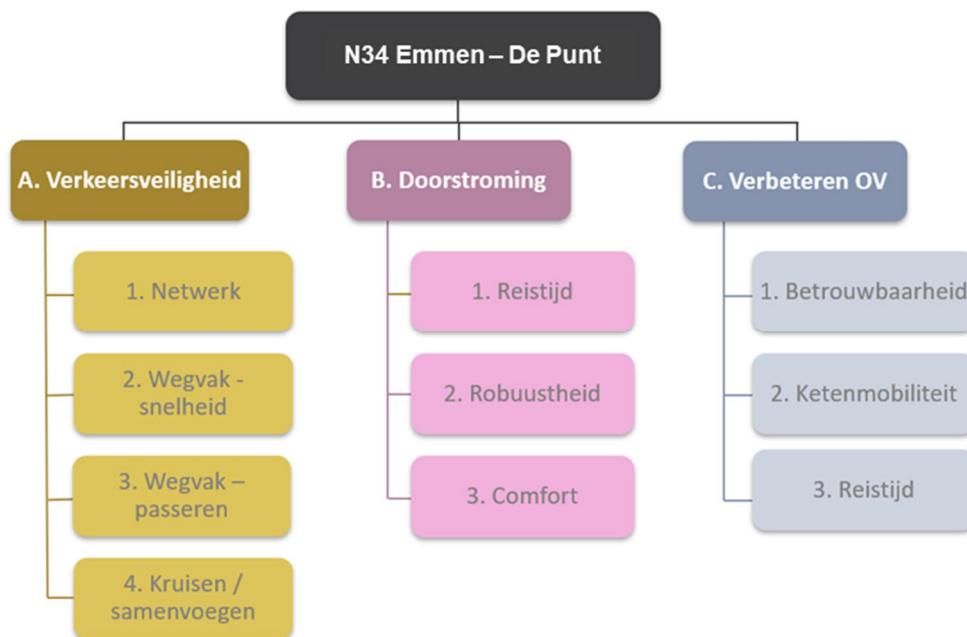 N34 Emmen – De Punt
A. Verkeersveiligheid
1. Netwerk
2. Wegvak -
snelheid
3. Wegvak –
passeren
4. Kruisen /
samenvoegen
B. Doorstroming
1. Reistijd
2. Robuustheid
3. Comfort
C. Verbeteren OV
1. Betrouwbaarheid
2. Ketenmobiliteit
3. Reistijd